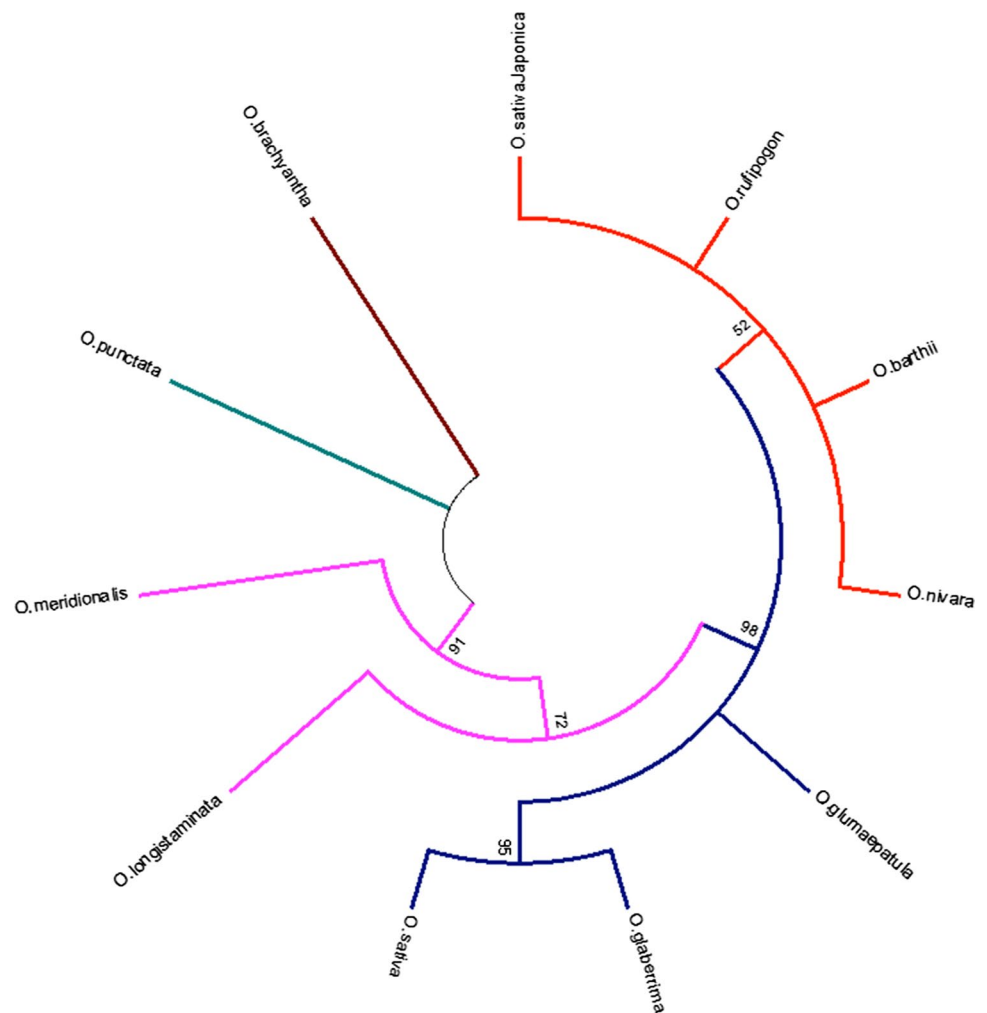 O.sativaJaponica
O.rufipogon
O.brachyantha
52
O.punctata
O.barthii
O.meridionalis
O.nivara
98
91
72
O.longistaminata
O.glumaepatula
95
O.sativa
O.glaberrima